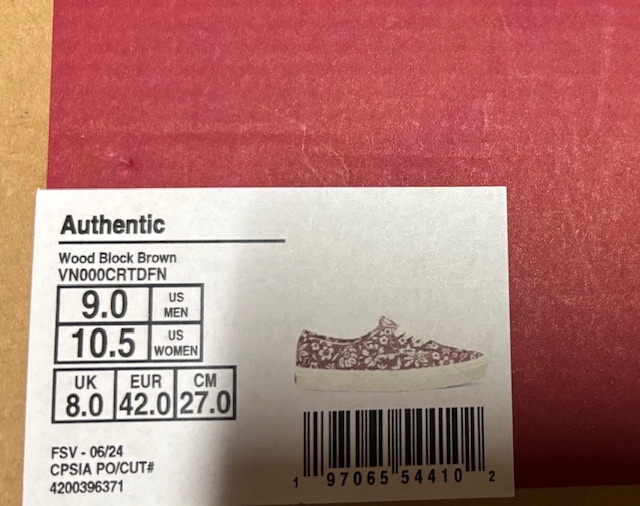 Authentic
Wood Block Brown
VN000CRTDFN
9.0 US MEN
10.5 US WOMEN
UK EUR CM
8.0 42.0 27.0
FSV - 06/24
CPSIA PO/CUT#
4200396371
1 97065 54410 2